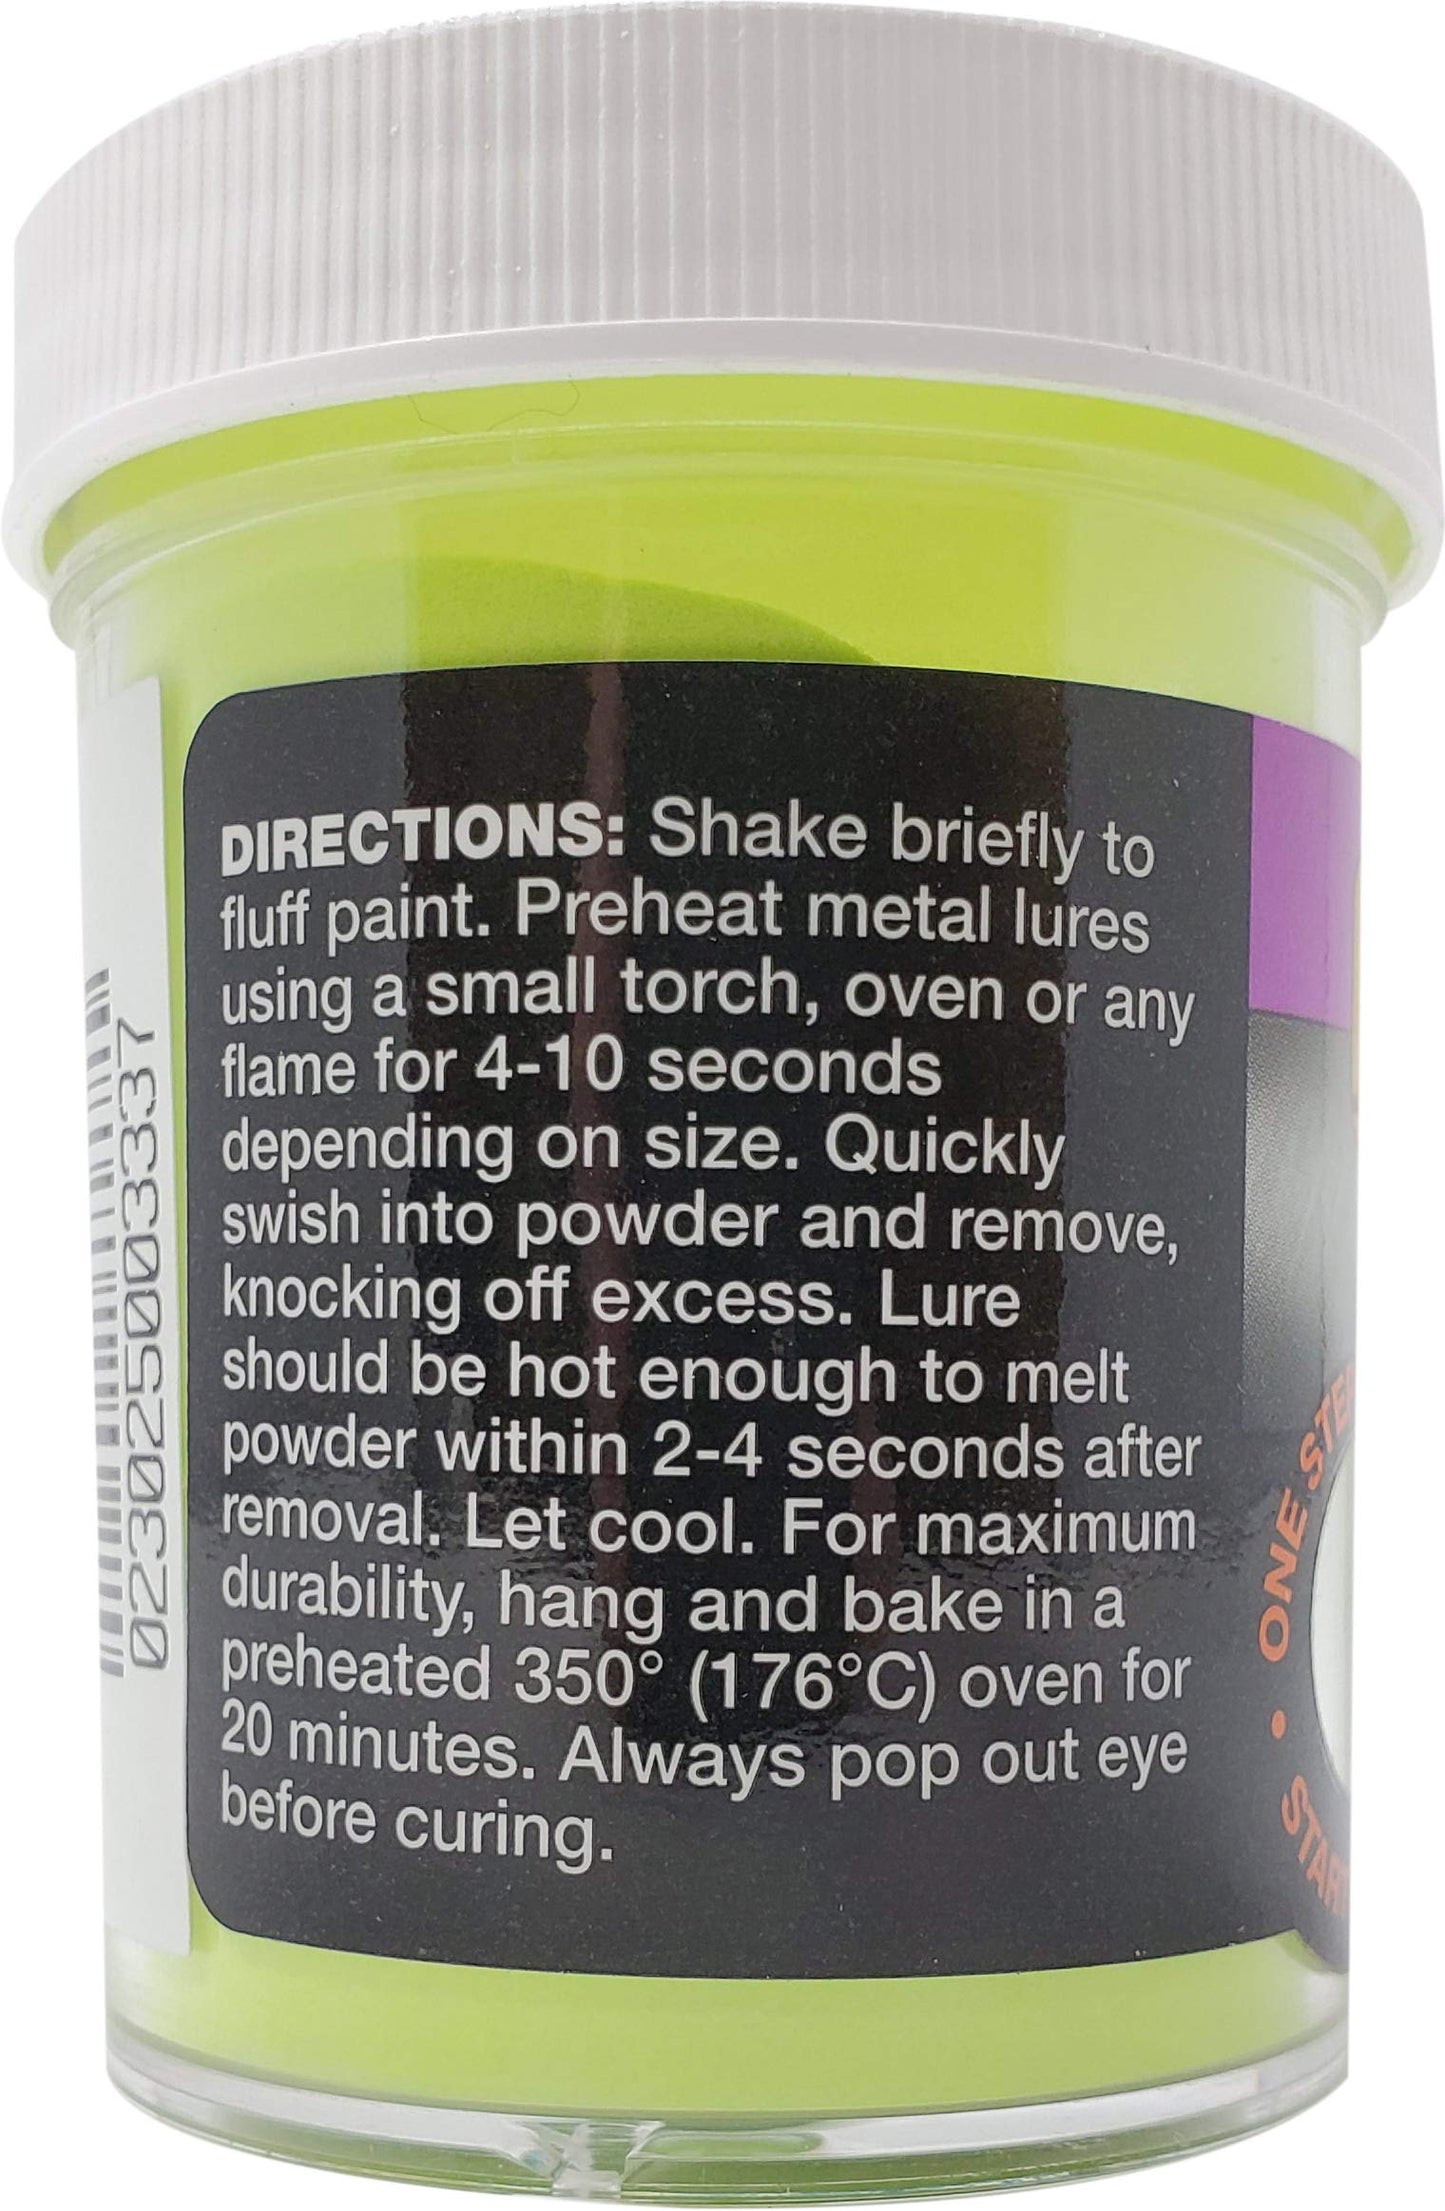 DIRECTIONS: Shake briefly to
fluff paint. Preheat metal lures
using a small torch, oven or any
flame for 4-10 seconds
depending on size. Quickly
swish into powder and remove,
knocking off excess. Lure
should be hot enough to melt
powder within 2-4 seconds after
removal. Let cool. For maximum
durability, hang and bake in a
preheated 350° (176°C) oven for
20 minutes. Always pop out eye
before curing.
02302500337
• ONE